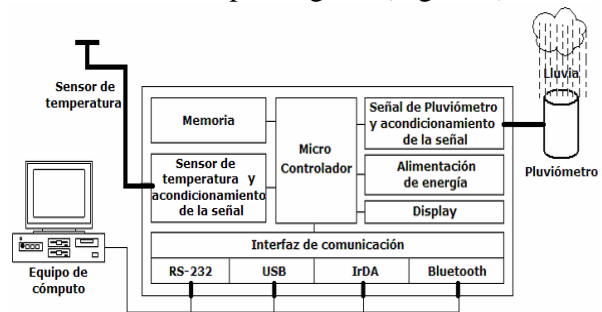 Sensor de
temperatura
Memoria
Sensor de
temperatura y
acondicionamiento
de la señal
Micro
Controlador
Señal de Pluviómetro
y acondicionamiento
de la señal
Alimentación
de energía
Display
Lluvia
Pluviómetro
Interfaz de comunicación
RS-232 USB IrDA Bluetooth
Equipo de
cómputo